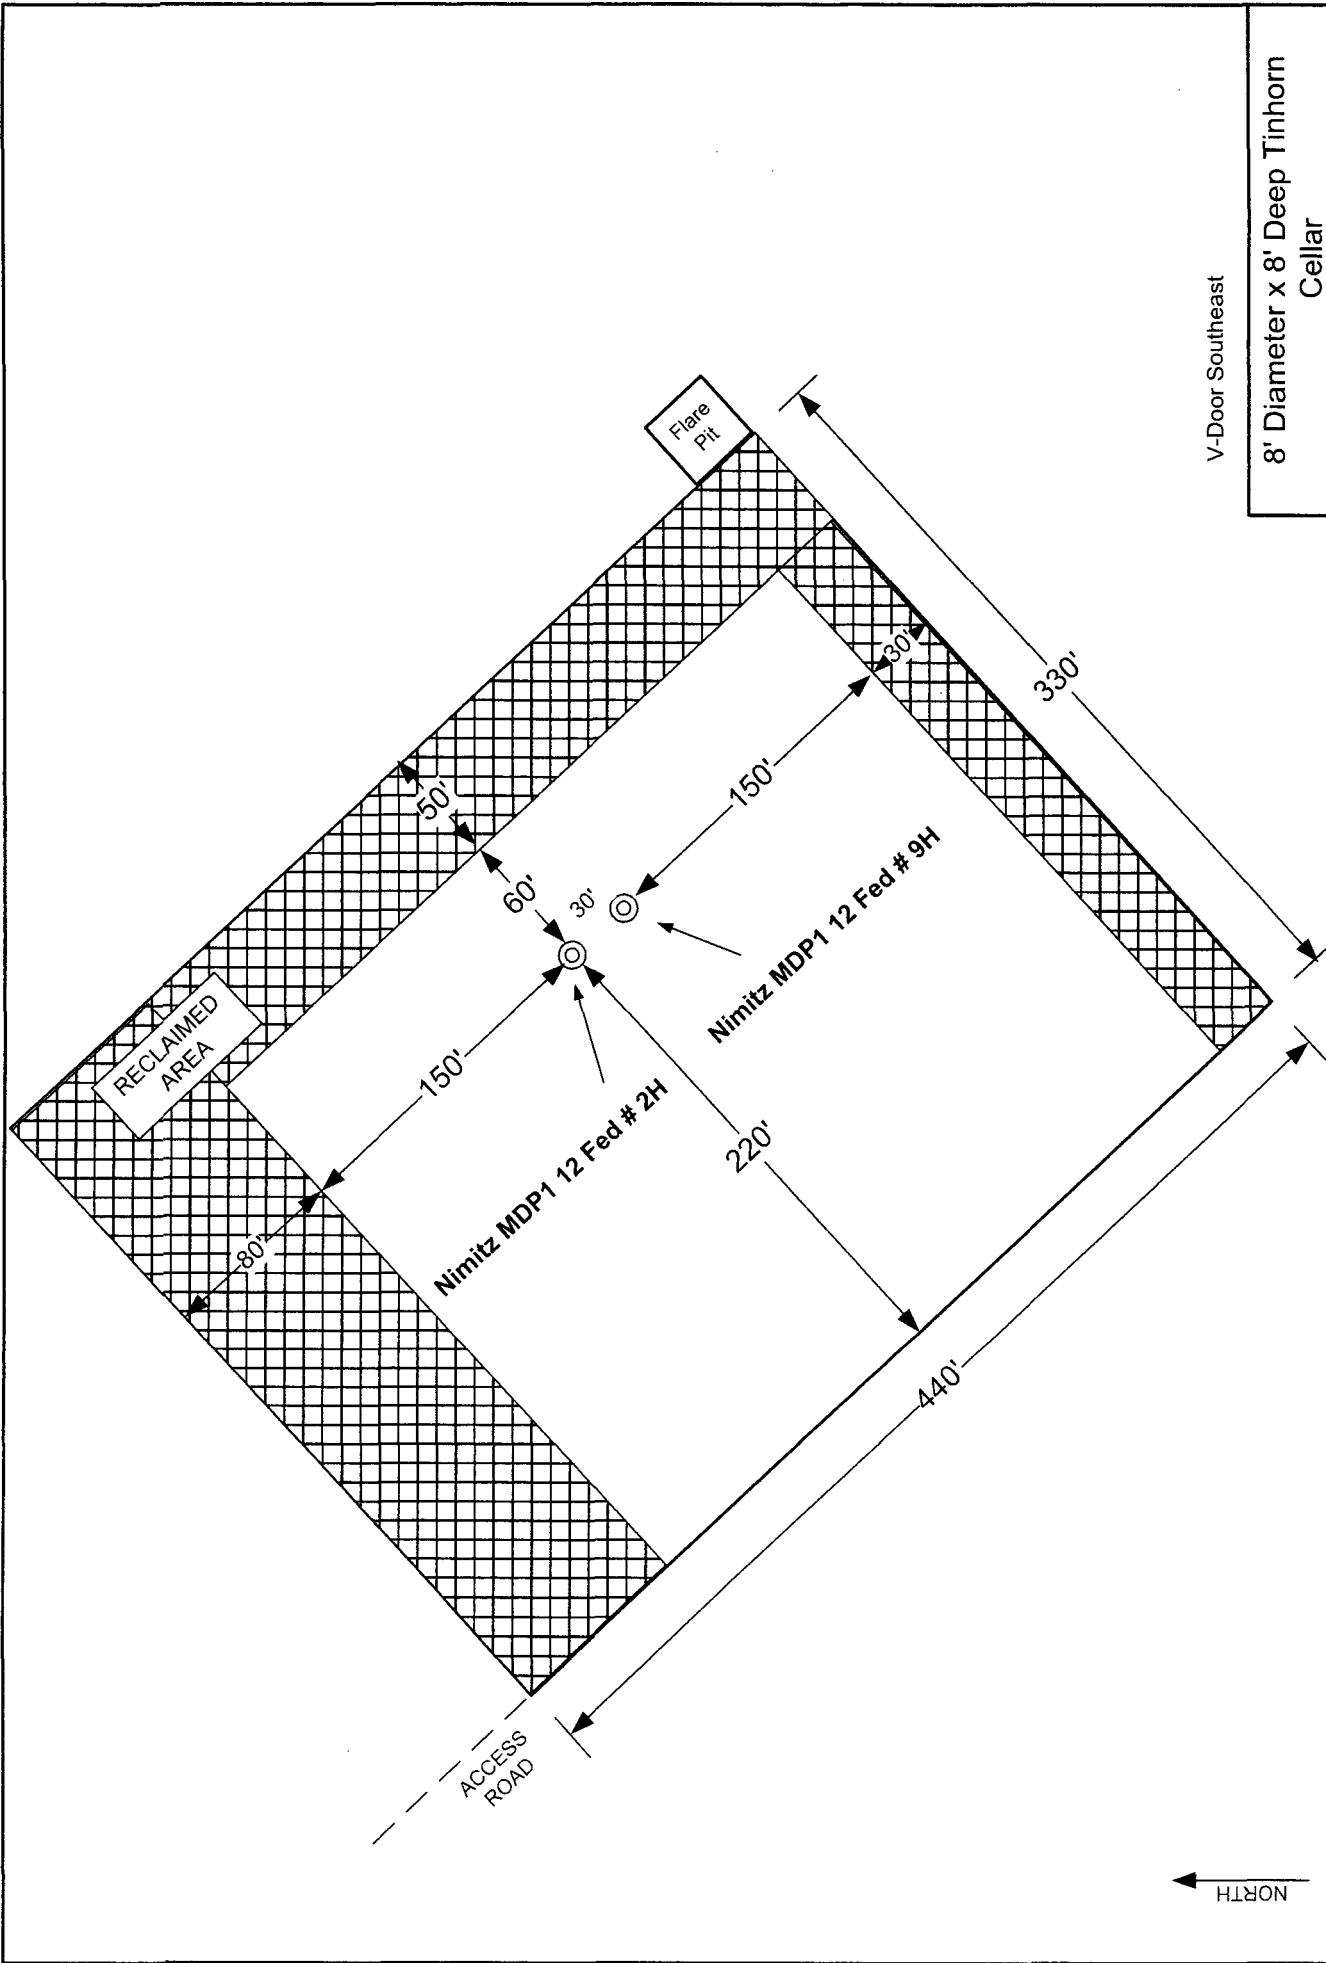 RECLAIMED
AREA
Flare
Pit
50'
60'
30'
150'
80'
150'
30'
Nimitz MDP1 12 Fed # 2H
Nimitz MDP1 12 Fed # 9H
220'
330'
440'
ACCESS
ROAD
V-Door Southeast
8' Diameter x 8' Deep Tinhorn
Cellar
NORTH